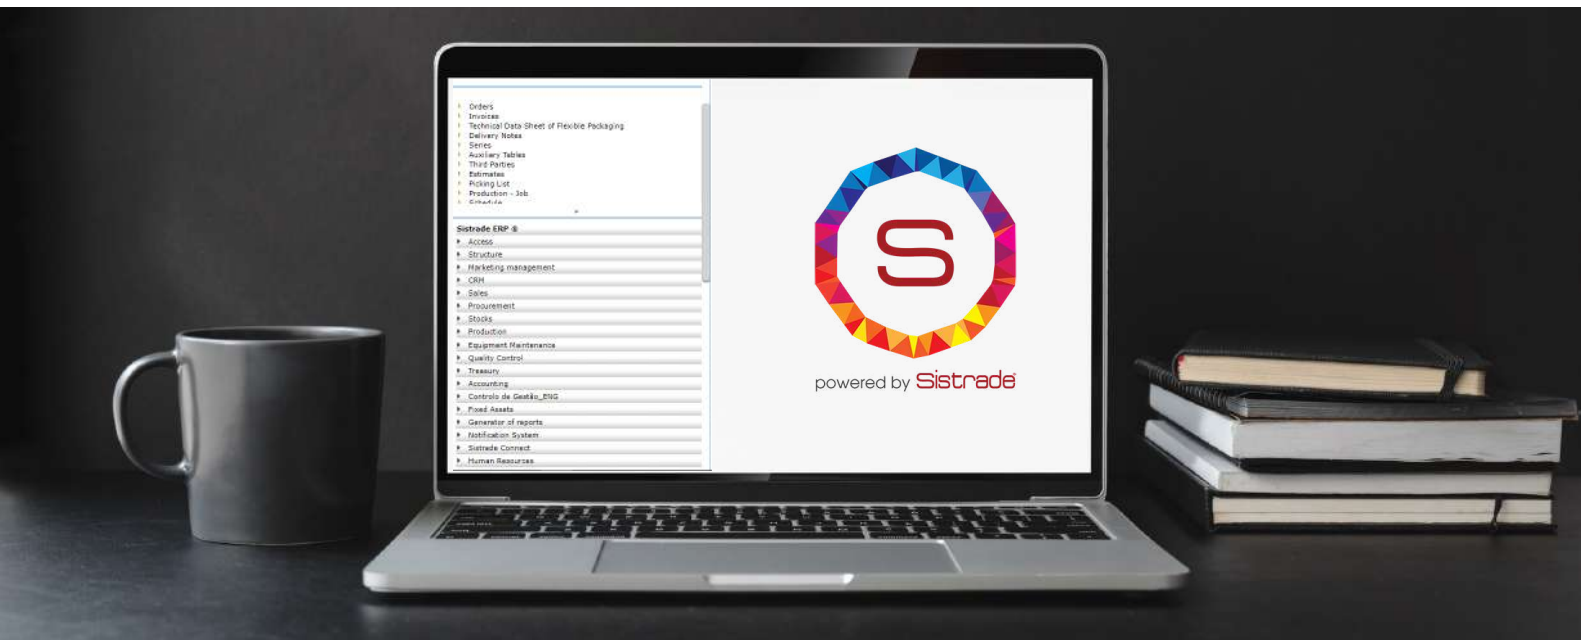 Orders
Invoices
Technical Data Sheet of Flexible Packaging
Delivery Notes
Series
Auxiliary Tables
Third Parties
Estimates
Picking List
Production - Job
Schedule
Sistrade ERP ®
Access
Structure
Marketing management
CRM
Sales
Procurement
Stocks
Production
Equipment Maintenance
Quality Control
Treasury
Accounting
Controlo de Gestão_ENG
Fixed Assets
Generator of reports
Notification System
Sistrade Connect
Human Resources
S
powered by Sistrade